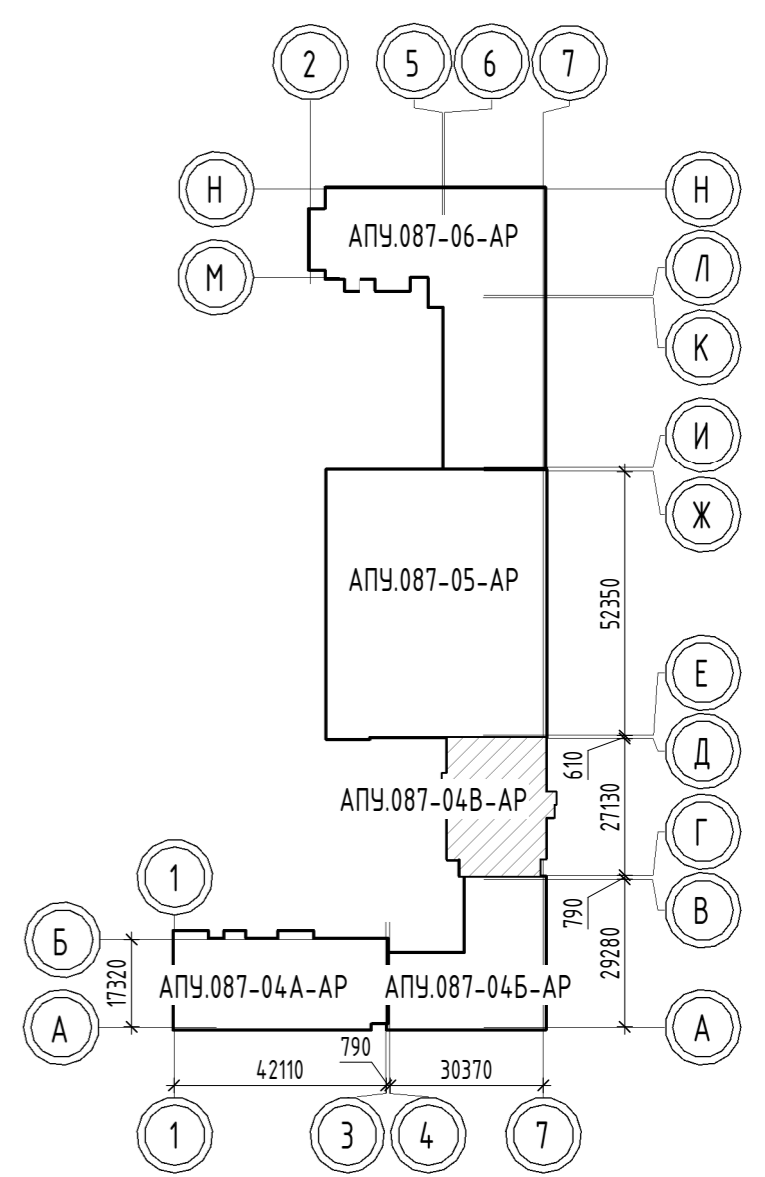 2 5 6 7
Н Н
АПУ.087-06-АР
Л
М
К
И
Ж
АПУ.087-05-АР
52350
Е
Д
610
АПУ.087-04В-АР
27130
Г
1
В
790
Б
29280
17320
АПУ.087-04А-АР АПУ.087-04Б-АР
А А
790
42110 30370
1 3 4 7